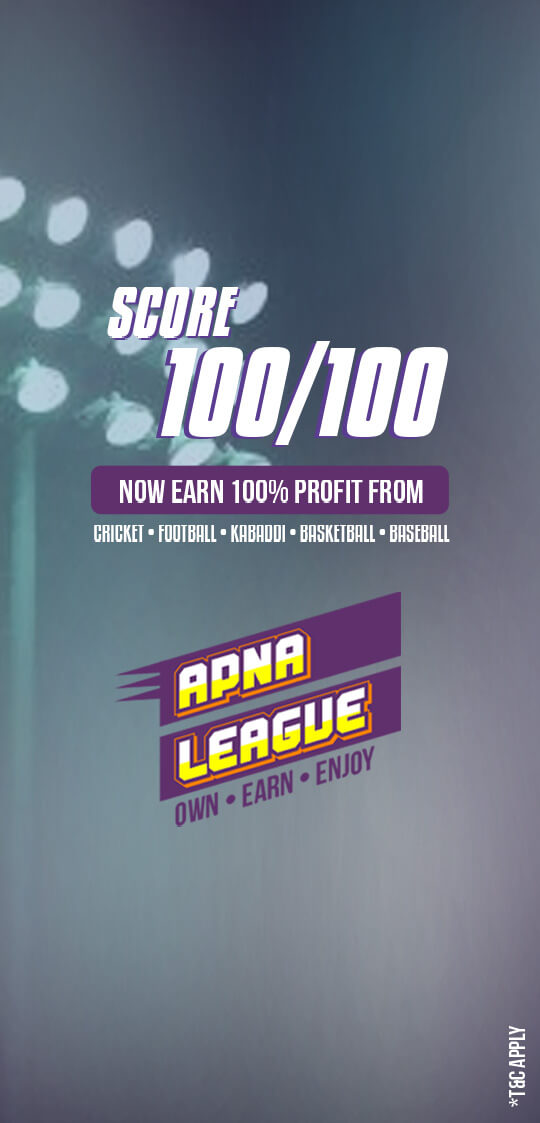 SCORE
100/100
NOW EARN 100% PROFIT FROM
CRICKET • FOOTBALL • KABADDI • BASKETBALL • BASEBALL
APNA
LEAGUE
OWN • EARN • ENJOY
*T&C APPLY